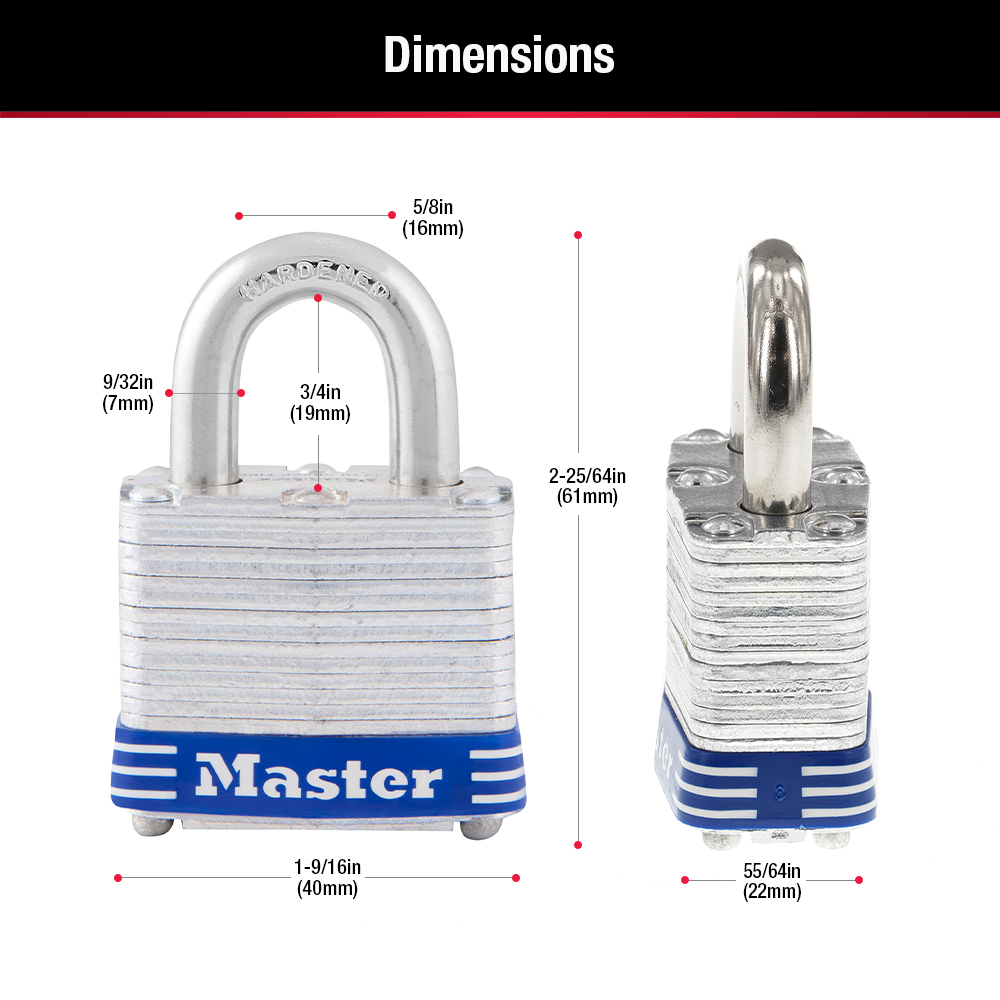 Dimensions
5/8in
(16mm)
HARDENED
9/32in
(7mm)
3/4in
(19mm)
2-25/64in
(61mm)
Master
1-9/16in
(40mm)
55/64in
(22mm)